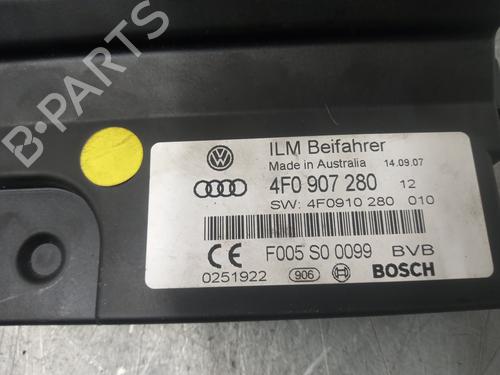 ILM Beifahrer
Made in Australia 14.09.07
4F0 907 280 12
SW: 4F0910 280 010
F005 S0 0099 BVB
0251922 906 BOSCH
B-PARTS